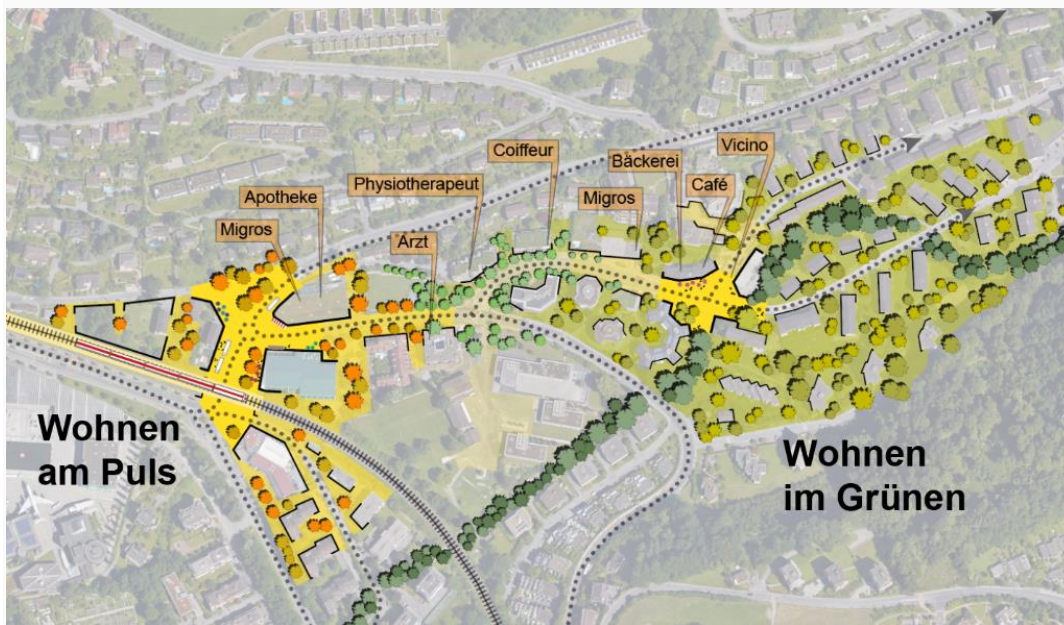 Coiffeur
Bäckerei
Vicino
Physiotherapeut
Café
Apotheke
Migros
Migros
Arzt
Wohnen
am Puls
Wohnen
im Grünen